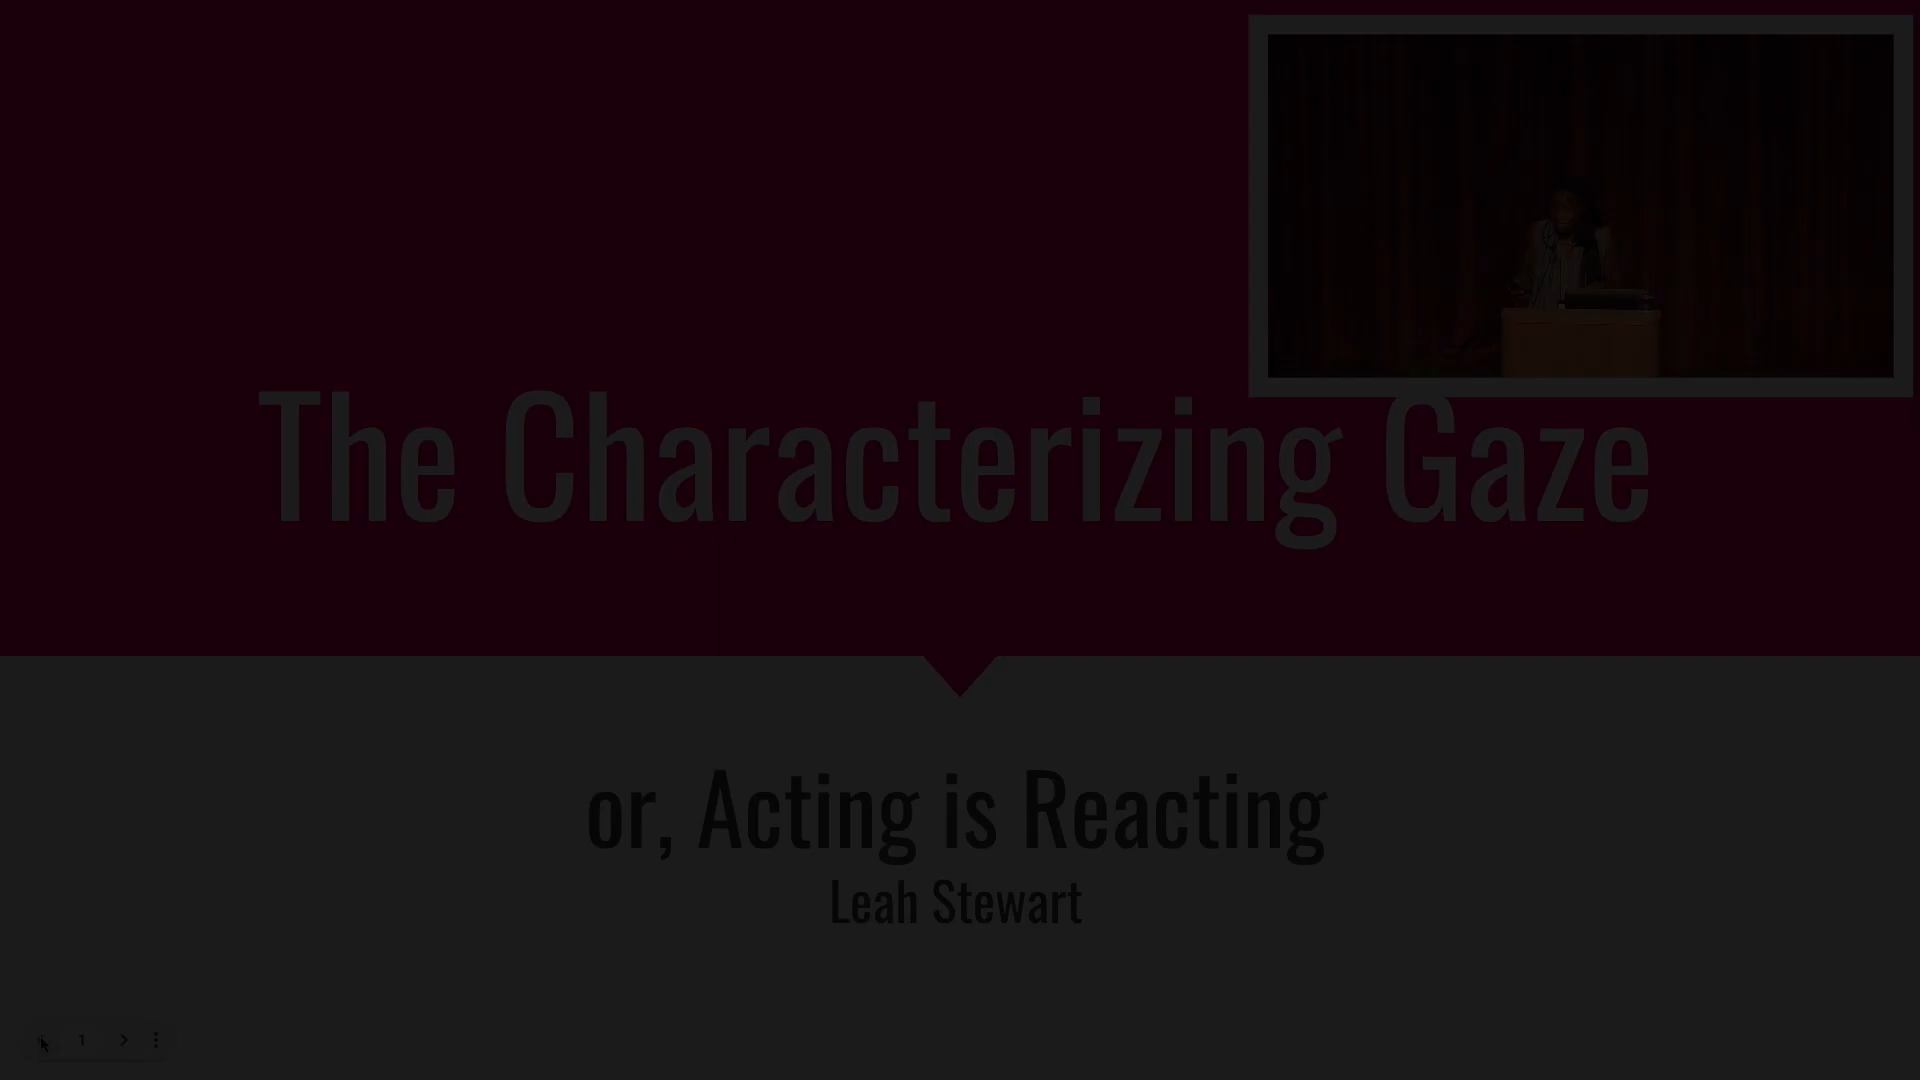 The Characterizing Gaze
or, Acting is Reacting
Leah Stewart
1